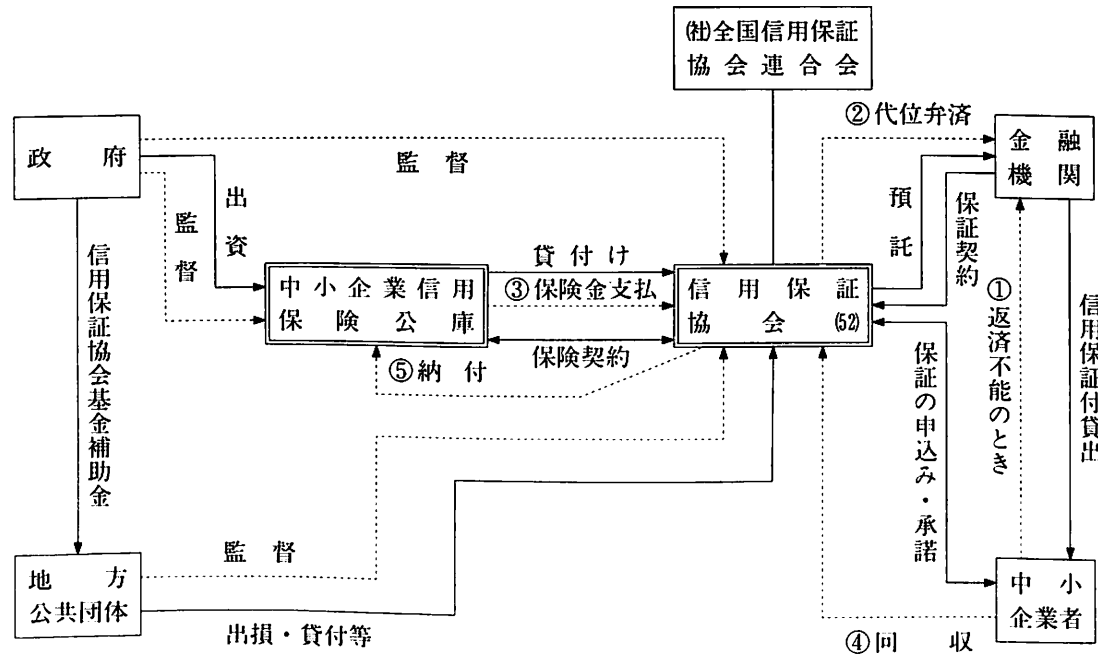 (社)全国信用保証
協会連合会
②代位弁済
政府
金融
機関
監督
出資
監督
預託
保証契約
信用保証協会基金補助金
貸付け
中小企業信用
保険公庫
③保険金支払
信用保証
協会(52)
保険契約
⑤納付
①返済不能のとき
信用保証付貸出
保証の申込み・承諾
監督
地方
公共団体
出損・貸付等
中小
企業者
④回収